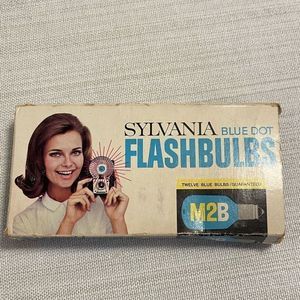 SYLVANIA BLUE DOT
FLASHBULBS
TWELVE BLUE BULBS GUARANTEED
M2B